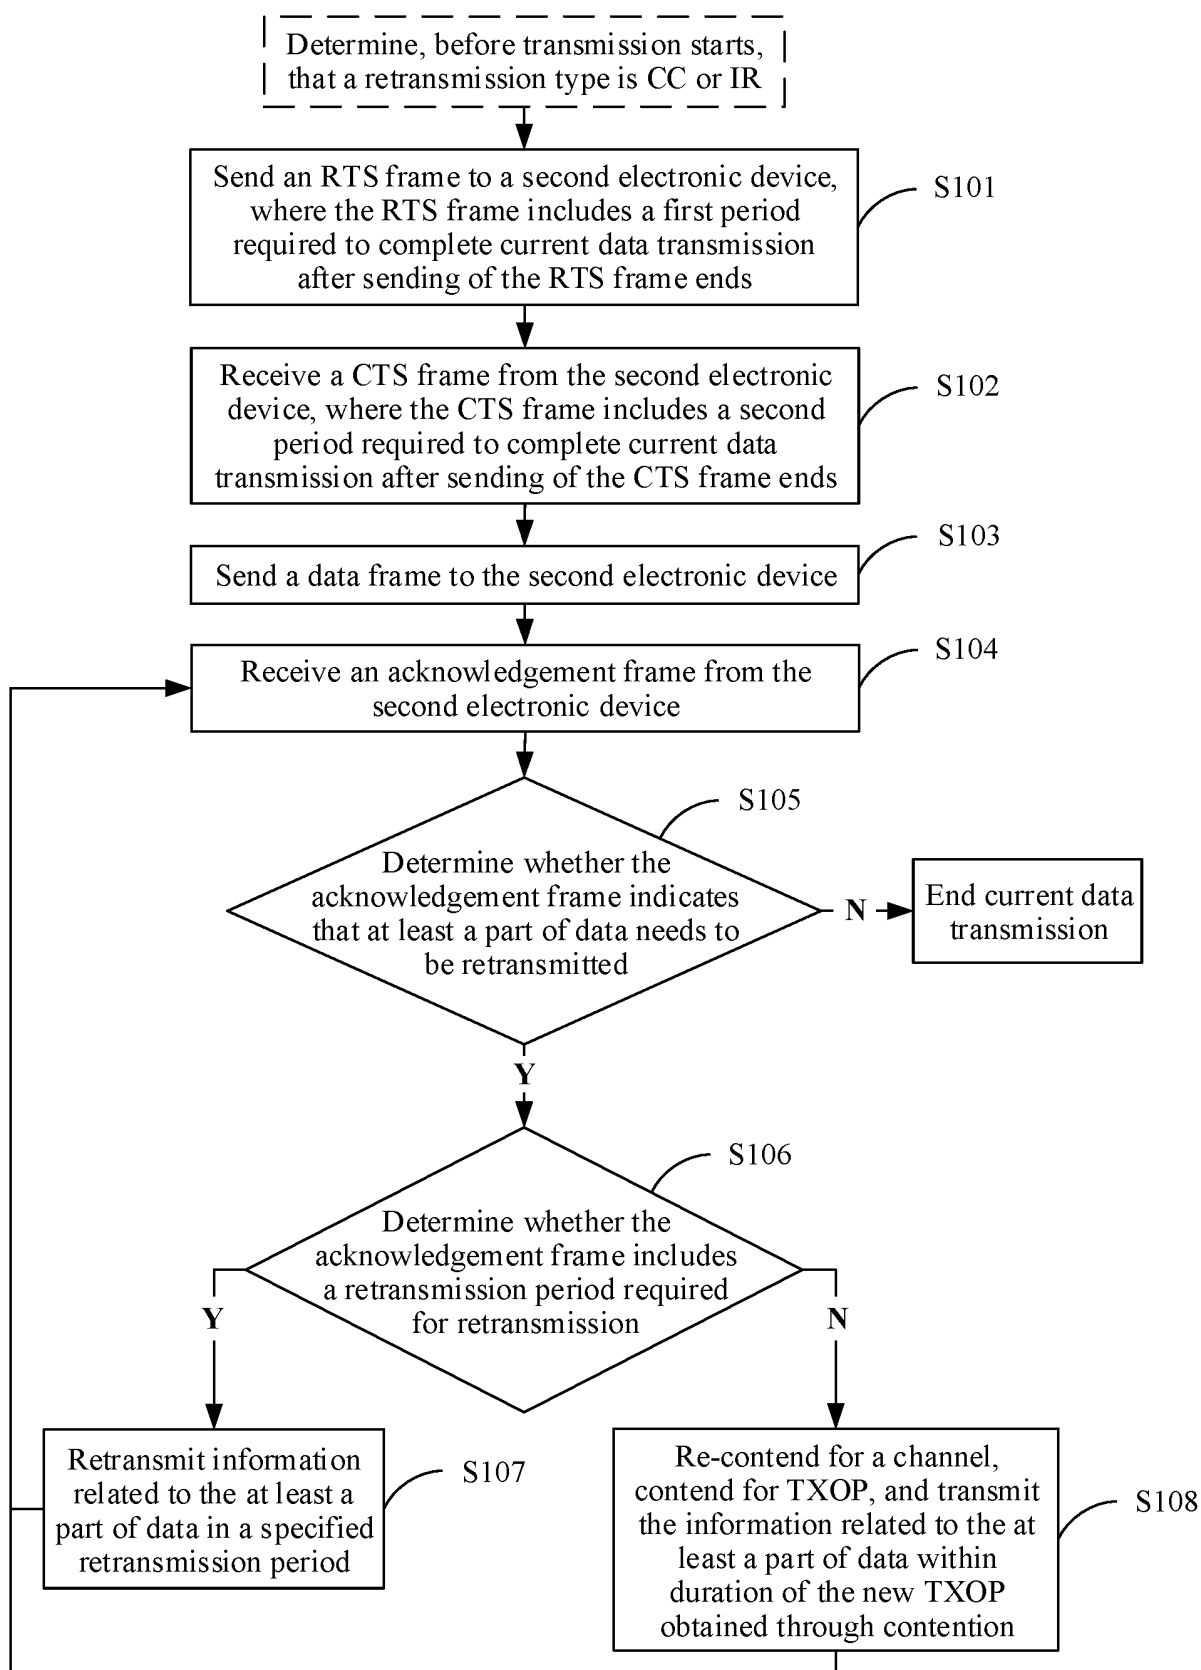 Determine, before transmission starts,
that a retransmission type is CC or IR
Send an RTS frame to a second electronic device,
where the RTS frame includes a first period
required to complete current data transmission
after sending of the RTS frame ends
S101
Receive a CTS frame from the second electronic
device, where the CTS frame includes a second
period required to complete current data
transmission after sending of the CTS frame ends
S102
Send a data frame to the second electronic device
S103
Receive an acknowledgement frame from the
second electronic device
S104
Determine whether the
acknowledgement frame indicates
that at least a part of data needs to
be retransmitted
S105
N
End current data
transmission
Y
Determine whether the
acknowledgement frame includes
a retransmission period required
for retransmission
S106
Y
N
Retransmit information
related to the at least a
part of data in a specified
retransmission period
S107
Re-contend for a channel,
contend for TXOP, and transmit
the information related to the at
least a part of data within
duration of the new TXOP
obtained through contention
S108